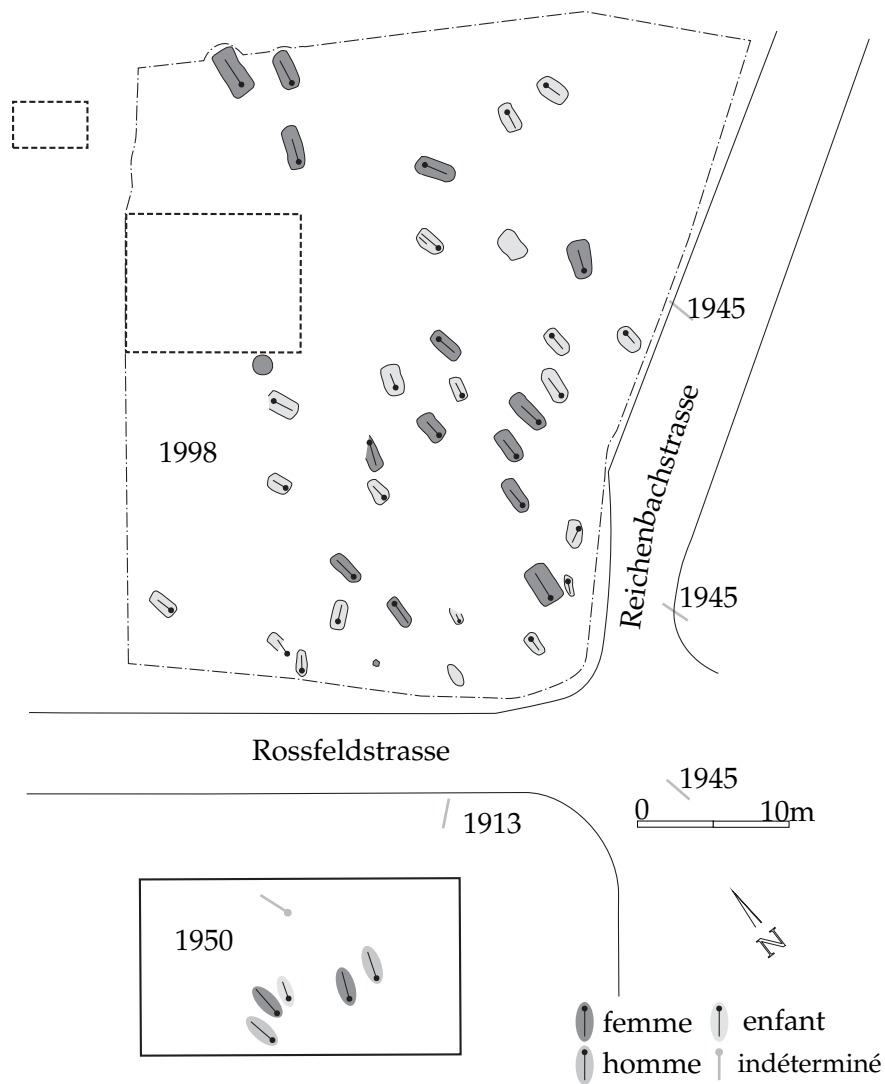 1945
1998
Reichenbachstrasse
1945
Rossfeldstrasse
1945
0 10m
1913
1950
N
femme
enfant
homme
indéterminé